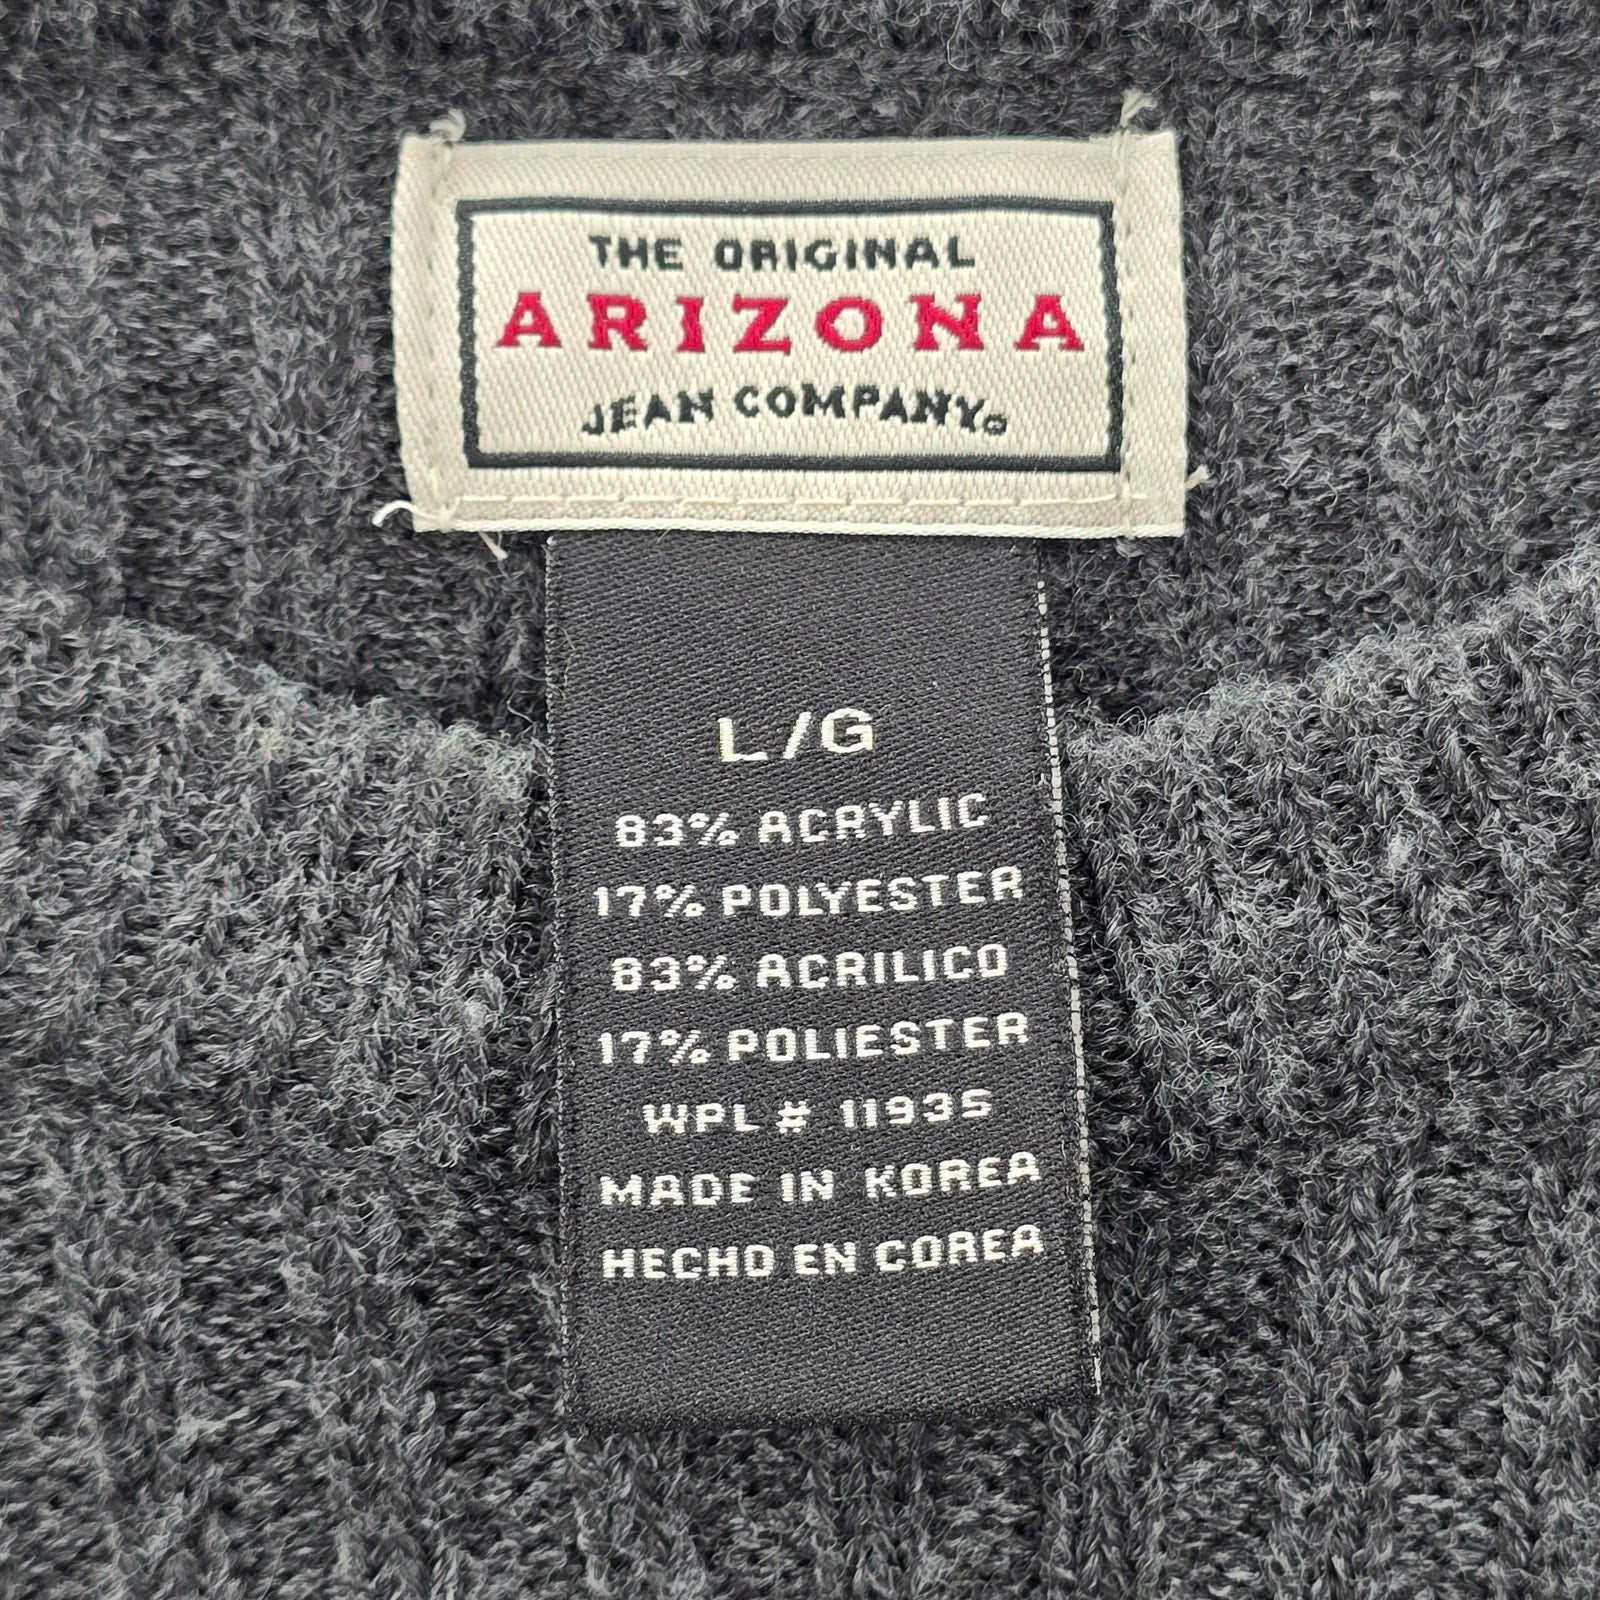 THE ORIGINAL
ARIZONA
JEAN COMPANY®
L/G
83% ACRYLIC
17% POLYESTER
83% ACRILICO
17% POLIESTER
WPL # 11935
MADE IN KOREA
HECHO EN COREA